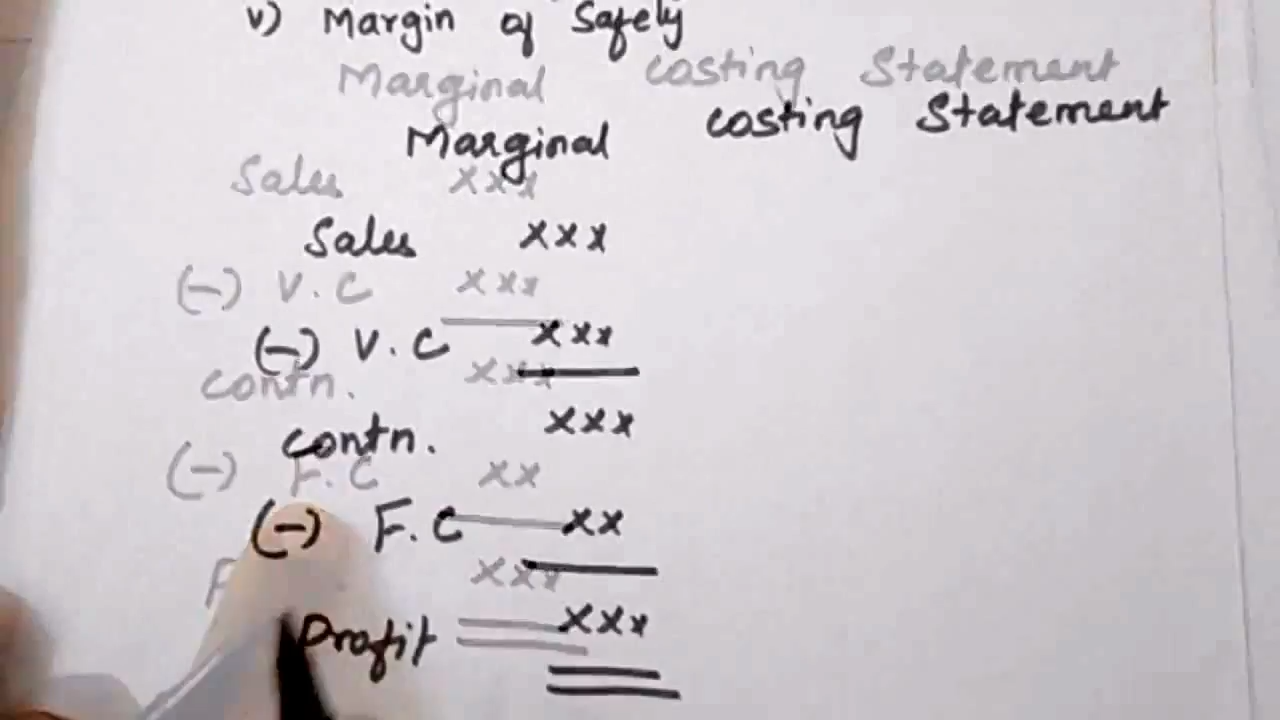 v) Margin of Safety
Marginal costing Statement
Sales xxx
(-) V.C xxx
contn. xxx
(-) F.C xx
Profit xxx